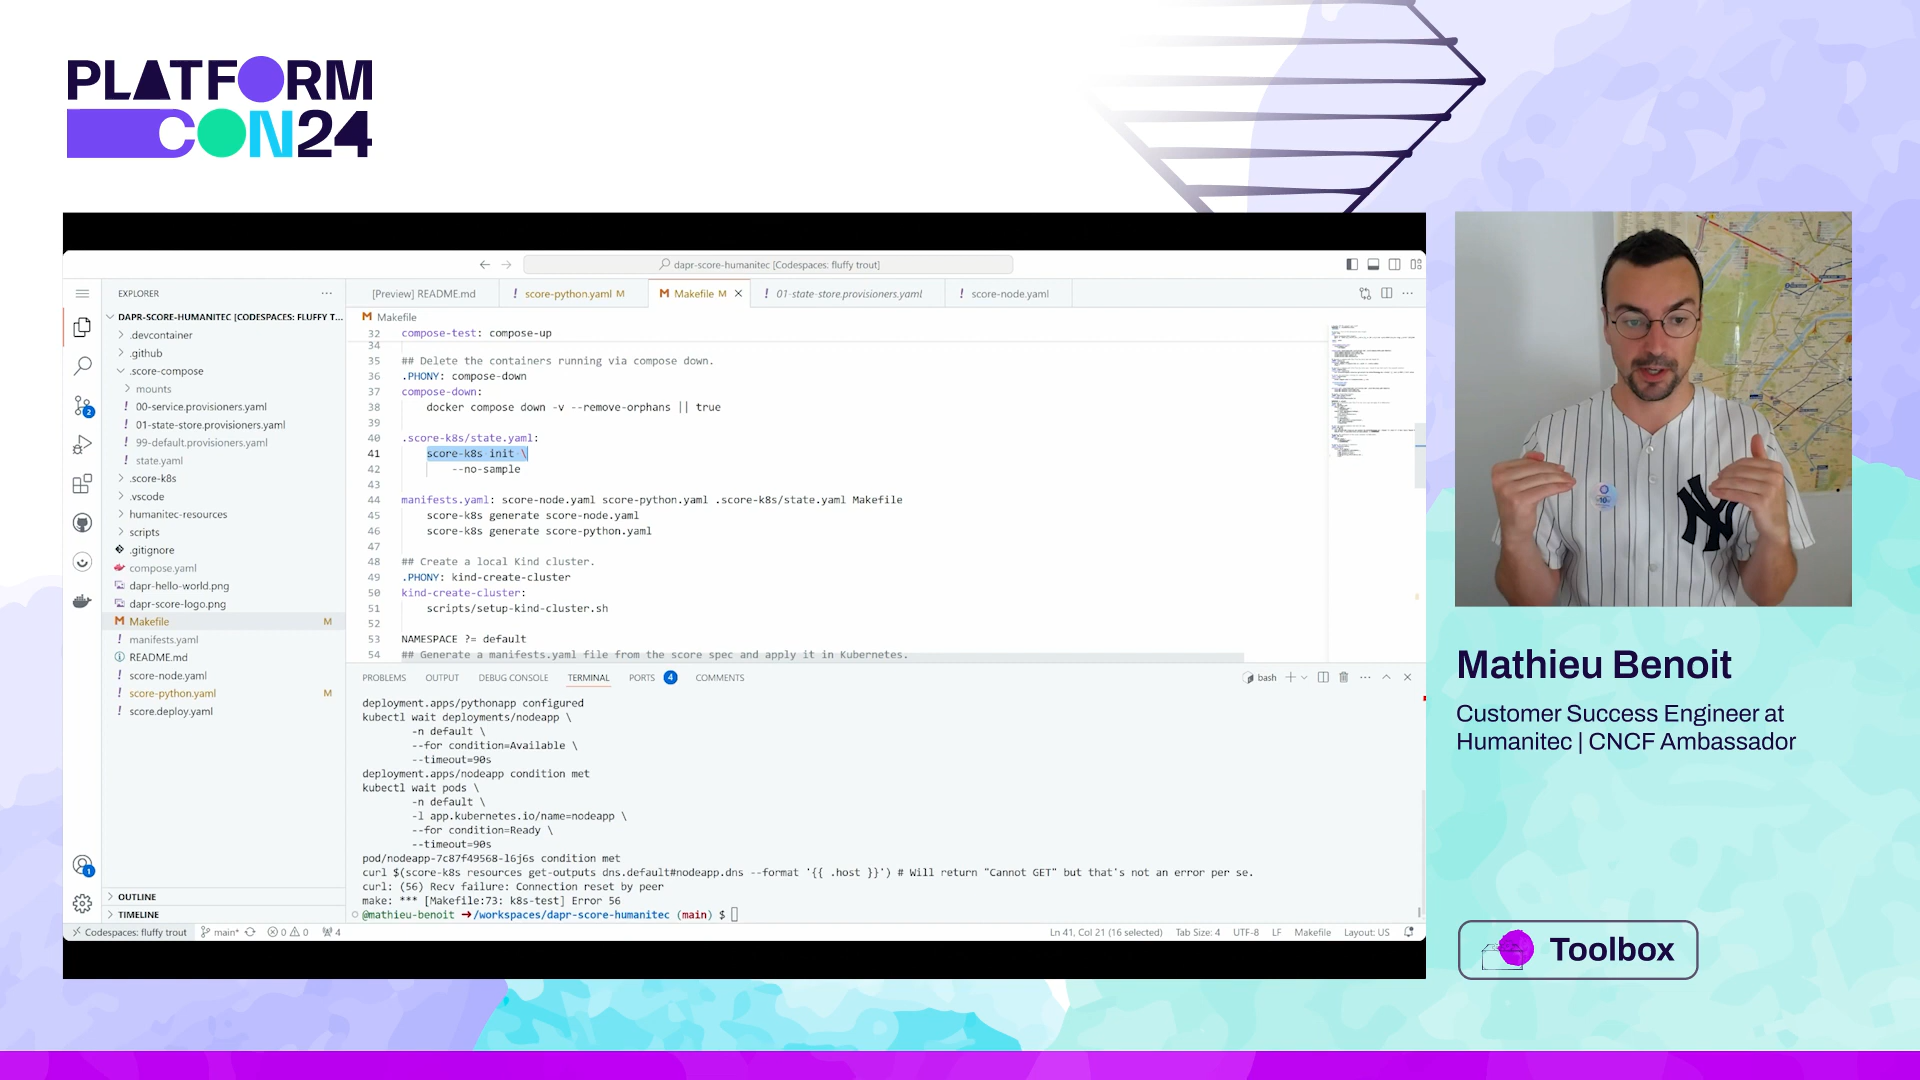 PLATFORM
CON24
dapr-score-humanitec [Codespaces: fluffy trout]
EXPLORER
[Preview] README.md
! score-python.yaml M
M Makefile M
! 01-state-store.provisioners.yaml
! score-node.yaml
DAPR-SCORE-HUMANITEC [CODESPACES: FLUFFY T...
.devcontainer
.github
.score-compose
mounts
! 00-service.provisioners.yaml
! 01-state-store.provisioners.yaml
! 99-default.provisioners.yaml
! state.yaml
.score-k8s
.vscode
humanitec-resources
scripts
.gitignore
compose.yaml
dapr-hello-world.png
dapr-score-logo.png
M Makefile M
! manifests.yaml
README.md
! score-node.yaml
! score-python.yaml M
! score.deploy.yaml
OUTLINE
TIMELINE
2
1
M Makefile
32 compose-test: compose-up
34
35 ## Delete the containers running via compose down.
36 .PHONY: compose-down
37 compose-down:
38 docker compose down -v --remove-orphans || true
39
40 .score-k8s/state.yaml:
41 score-k8s init \
42 --no-sample
43
44 manifests.yaml: score-node.yaml score-python.yaml .score-k8s/state.yaml Makefile
45 score-k8s generate score-node.yaml
46 score-k8s generate score-python.yaml
47
48 ## Create a local Kind cluster.
49 .PHONY: kind-create-cluster
50 kind-create-cluster:
51 scripts/setup-kind-cluster.sh
52
53 NAMESPACE ?= default
54 ## Generate a manifests.yaml file from the score spec and apply it in Kubernetes.
PROBLEMS OUTPUT DEBUG CONSOLE TERMINAL PORTS 4 COMMENTS
bash
deployment.apps/pythonapp configured
kubectl wait deployments/nodeapp \
-n default \
--for condition=Available \
--timeout=90s
deployment.apps/nodeapp condition met
kubectl wait pods \
-n default \
-l app.kubernetes.io/name=nodeapp \
--for condition=Ready \
--timeout=90s
pod/nodeapp-7c87f49568-l6j6s condition met
curl $(score-k8s resources get-outputs dns.default#nodeapp.dns --format '{{ .host }}') # Will return "Cannot GET" but that's not an error per se.
curl: (56) Recv failure: Connection reset by peer
make: *** [Makefile:73: k8s-test] Error 56
@mathieu-benoit ➜ /workspaces/dapr-score-humanitec (main) $
Codespaces: fluffy trout main* 0 0 4
Ln 41, Col 21 (16 selected) Tab Size: 4 UTF-8 LF Makefile Layout: US
Mathieu Benoit
Customer Success Engineer at
Humanitec | CNCF Ambassador
Toolbox